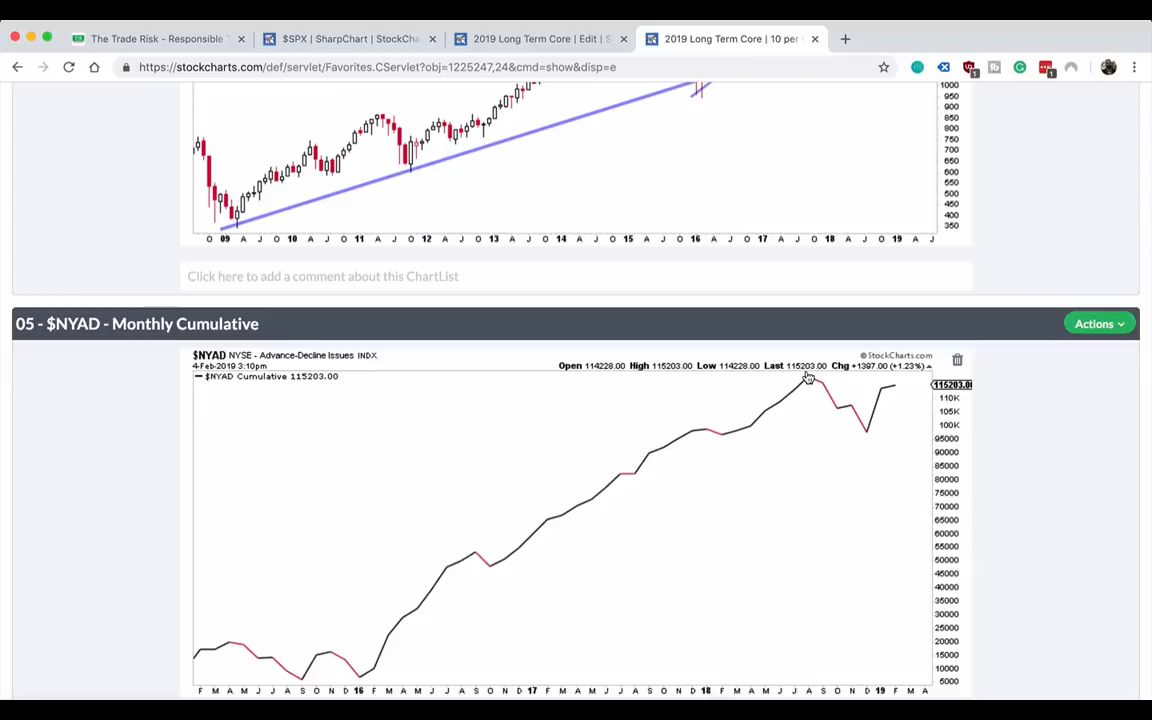 The Trade Risk - Responsible
$SPX | SharpChart | StockCha
2019 Long Term Core | Edit | S
2019 Long Term Core | 10 per
https://stockcharts.com/def/servlet/Favorites.CServlet?obj=1225247,24&cmd=show&disp=e
1000
950
900
850
800
750
700
650
600
550
500
450
400
350
O 09 A J O 10 A J O 11 A J O 12 A J O 13 A J O 14 A J O 15 A J O 16 A J O 17 A J O 18 A J O 19 A J
Click here to add a comment about this ChartList
05 - $NYAD - Monthly Cumulative
Actions
$NYAD NYSE - Advance-Decline Issues INDX
© StockCharts.com
4-Feb-2019 3:10pm
Open 114228.00 High 115203.00 Low 114228.00 Last 115203.00 Chg +1397.00 (+1.23%)
$NYAD Cumulative 115203.00
115203.00
110K
105K
100K
95000
90000
85000
80000
75000
70000
65000
60000
55000
50000
45000
40000
35000
30000
25000
20000
15000
10000
5000
F M A M J J A S O N D 16 F M A M J J A S O N D 17 F M A M J J A S O N D 18 F M A M J J A S O N D 19 F M A